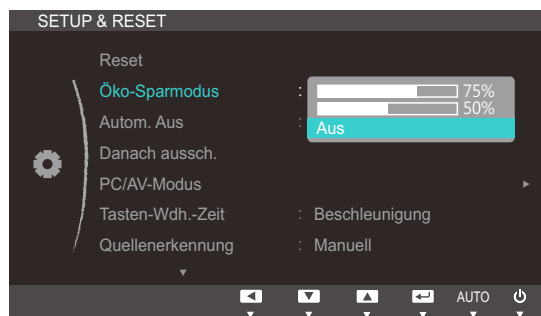 SETUP & RESET
Reset
Öko-Sparmodus : 75%
50%
Aus
Autom. Aus :
Danach aussch.
PC/AV-Modus
Tasten-Wdh.-Zeit : Beschleunigung
Quellenerkennung : Manuell
AUTO